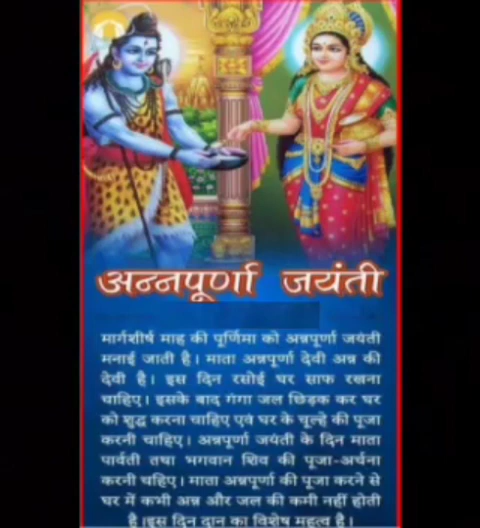 अन्नपूर्णा जयंती
मार्गशीर्ष माह की पूर्णिमा को अन्नपूर्णा जयंती
मनाई जाती है। माता अन्नपूर्णा देवी अन्न की
देवी है। इस दिन रसोई घर साफ रखना
चाहिए। इसके बाद गंगा जल छिड़क कर घर
को शुद्ध करना चाहिए एवं घर के चूल्हे की पूजा
करनी चाहिए। अन्नपूर्णा जयंती के दिन माता
पार्वती तथा भगवान शिव की पूजा-अर्चना
करनी चहिए। माता अन्नपूर्णा की पूजा करने से
घर में कभी अन्न और जल की कमी नहीं होती
है।इस दिन दान का विशेष महत्व है।